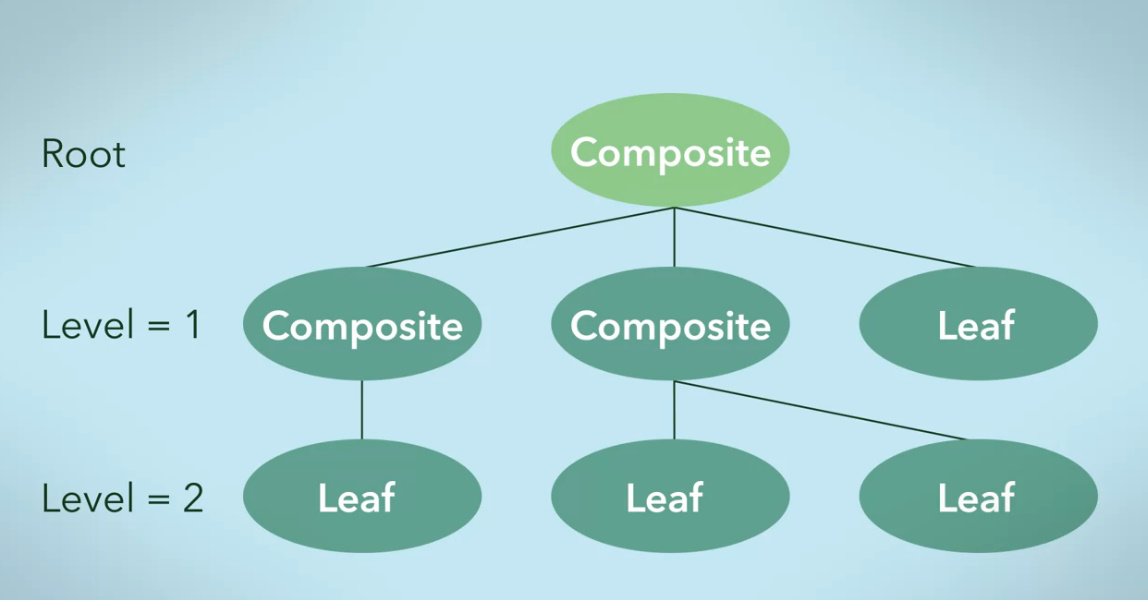 Root
Composite
Level = 1
Composite
Composite
Leaf
Level = 2
Leaf
Leaf
Leaf